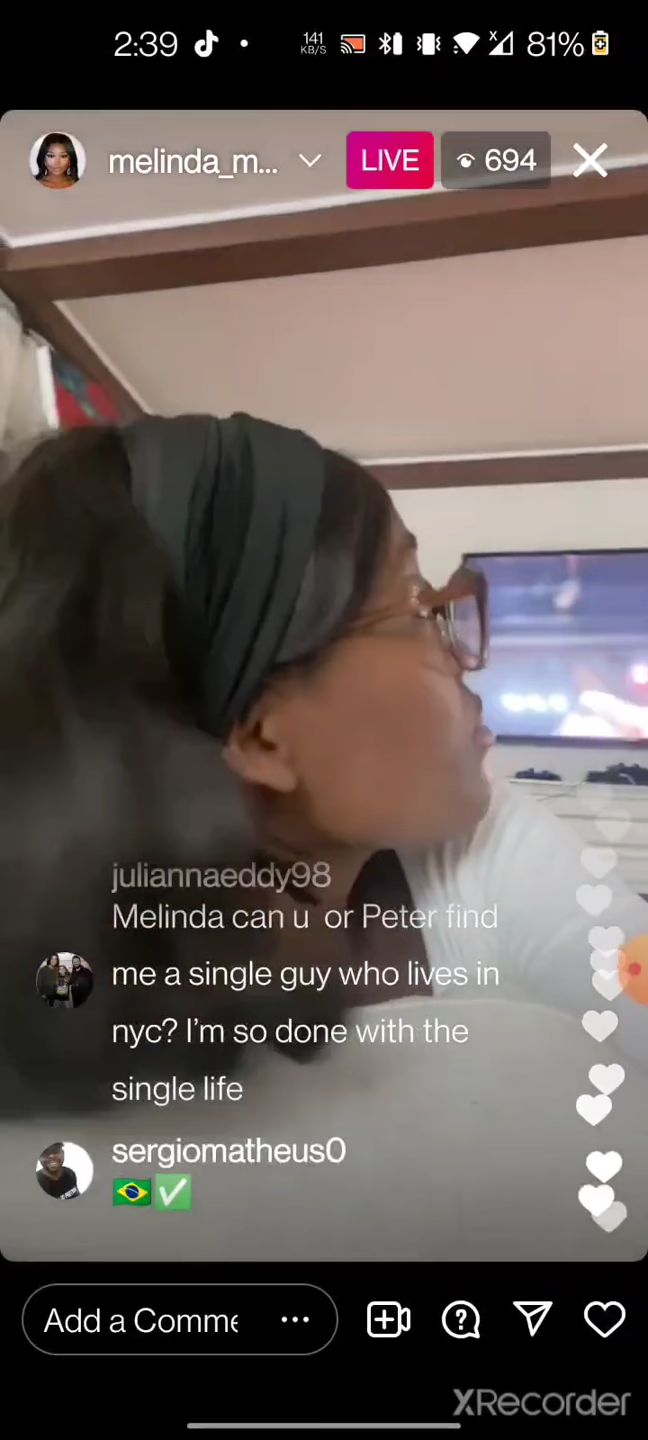 2:39 141 KB/S 81%
melinda_m... LIVE 694
juliannaeddy98
Melinda can u or Peter find
me a single guy who lives in
nyc? I'm so done with the
single life
sergiomatheus0
🇧🇷✅
Add a Comme ...
XRecorder